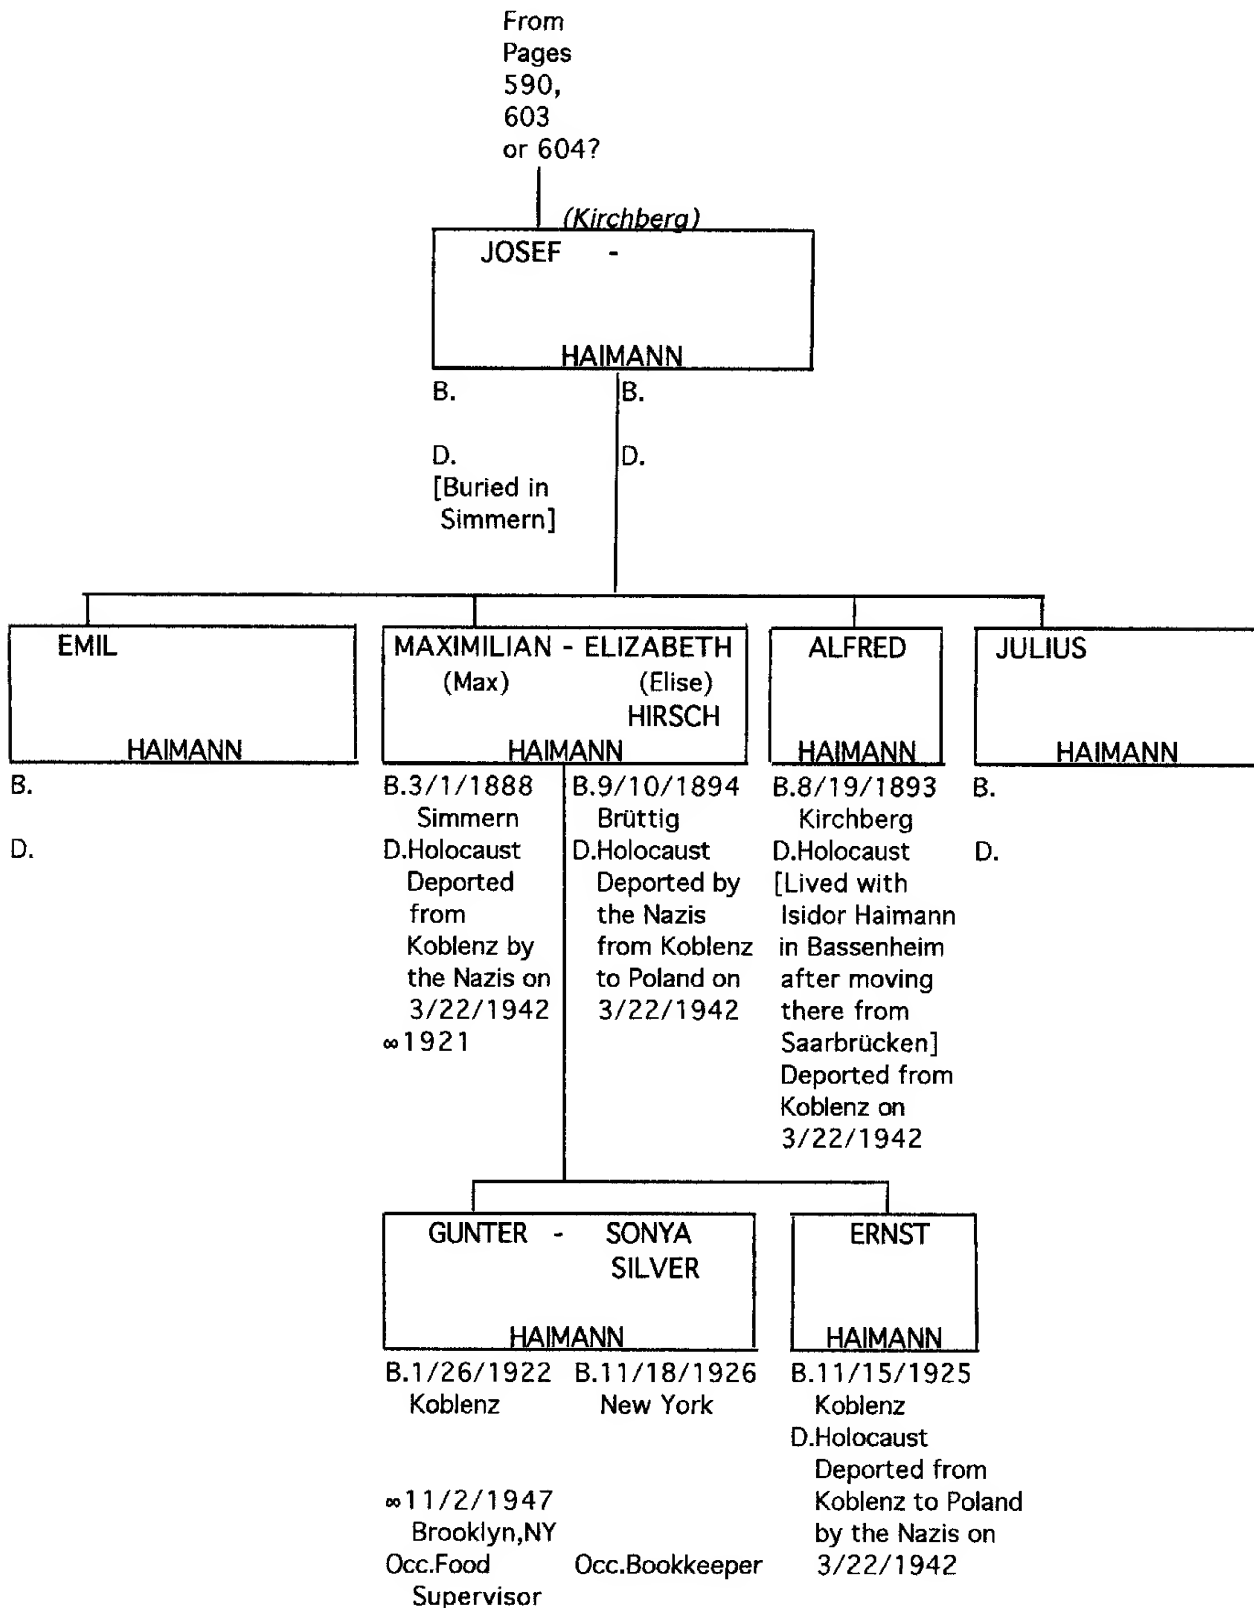 From
Pages
590,
603
or 604?
(Kirchberg)
JOSEF -
HAIMANN
B. B.
D. D.
[Buried in
Simmern]
EMIL
HAIMANN
B.
D.
MAXIMILIAN - ELIZABETH
(Max) (Elise)
HIRSCH
HAIMANN
B.3/1/1888
Simmern
D.Holocaust
Deported
from
Koblenz by
the Nazis on
3/22/1942
∞1921
B.9/10/1894
Brüttig
D.Holocaust
Deported by
the Nazis
from Koblenz
to Poland on
3/22/1942
ALFRED
HAIMANN
B.8/19/1893
Kirchberg
D.Holocaust
[Lived with
Isidor Haimann
in Bassenheim
after moving
there from
Saarbrücken]
Deported from
Koblenz on
3/22/1942
JULIUS
HAIMANN
B.
D.
GUNTER - SONYA
SILVER
HAIMANN
B.1/26/1922
Koblenz
∞11/2/1947
Brooklyn,NY
Occ.Food
Supervisor
B.11/18/1926
New York
Occ.Bookkeeper
ERNST
HAIMANN
B.11/15/1925
Koblenz
D.Holocaust
Deported from
Koblenz to Poland
by the Nazis on
3/22/1942